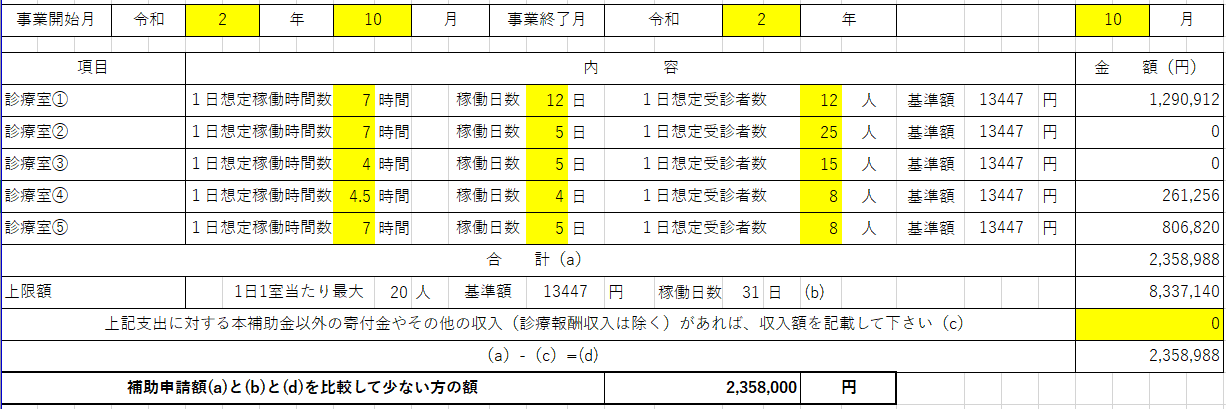 事業開始月 令和 2 年 10 月 事業終了月 令和 2 年 10 月
項目 内 容 金 額（円）
診療室① １日想定稼働時間数 7 時間 稼働日数 12 日 １日想定受診者数 12 人 基準額 13447 円 1,290,912
診療室② １日想定稼働時間数 7 時間 稼働日数 5 日 １日想定受診者数 25 人 基準額 13447 円 0
診療室③ １日想定稼働時間数 4 時間 稼働日数 5 日 １日想定受診者数 15 人 基準額 13447 円 0
診療室④ １日想定稼働時間数 4.5 時間 稼働日数 4 日 １日想定受診者数 8 人 基準額 13447 円 261,256
診療室⑤ １日想定稼働時間数 7 時間 稼働日数 5 日 １日想定受診者数 8 人 基準額 13447 円 806,820
合 計（a） 2,358,988
上限額 1日1室当たり最大 20 人 基準額 13447 円 稼働日数 31 日 (b) 8,337,140
上記支出に対する本補助金以外の寄付金やその他の収入（診療報酬収入は除く）があれば、収入額を記載して下さい（c） 0
（a）-（c）=(d) 2,358,988
補助申請額(a)と(b)と(d)を比較して少ない方の額 2,358,000 円